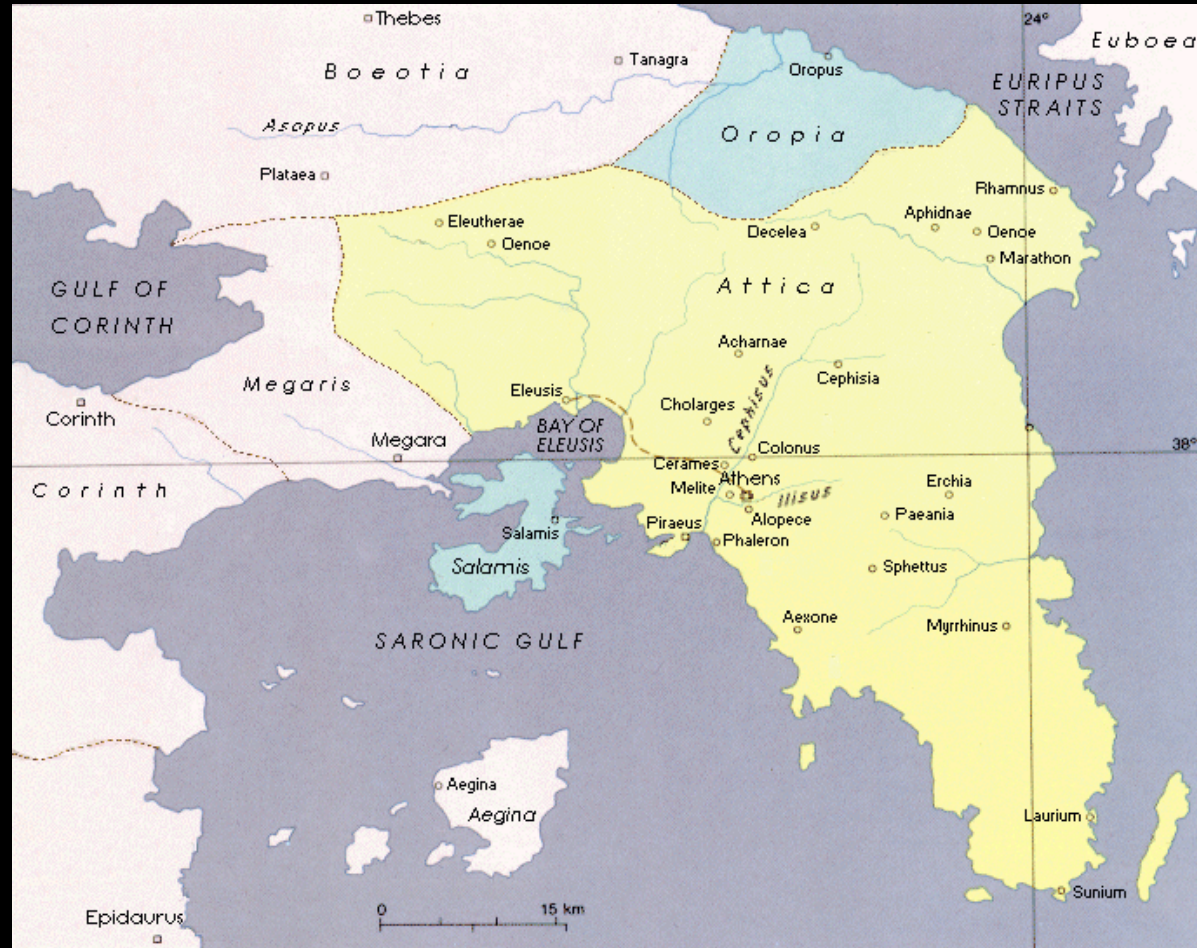 Thebes
24°
Euboea
Boeotia
Tanagra
Oropus
EURIPUS
STRAITS
Asopus
Oropia
Plataea
Rhamnus
Eleutherae
Aphidnae
Oenoe
Decelea
Oenoe
Marathon
GULF OF
CORINTH
Attica
Acharnae
Cephisia
Megaris
Eleusis
Cholarges
Cephisus
Corinth
BAY OF
ELEUSIS
Megara
Colonus
38°
Cerames
Athens
Corinth
Melite
Ilisus
Erchia
Alopece
Paeania
Piraeus
Salamis
Phaleron
Salamis
Sphettus
Aexone
Myrrhinus
SARONIC GULF
Aegina
Aegina
Laurium
Sunium
0 15 km
Epidaurus